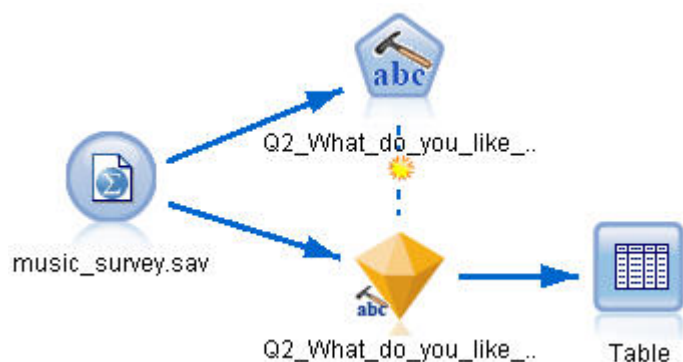 abc
Q2_What_do_you_like_..
Σ
music_survey.sav
abc
Q2_What_do_you_like_..
Table